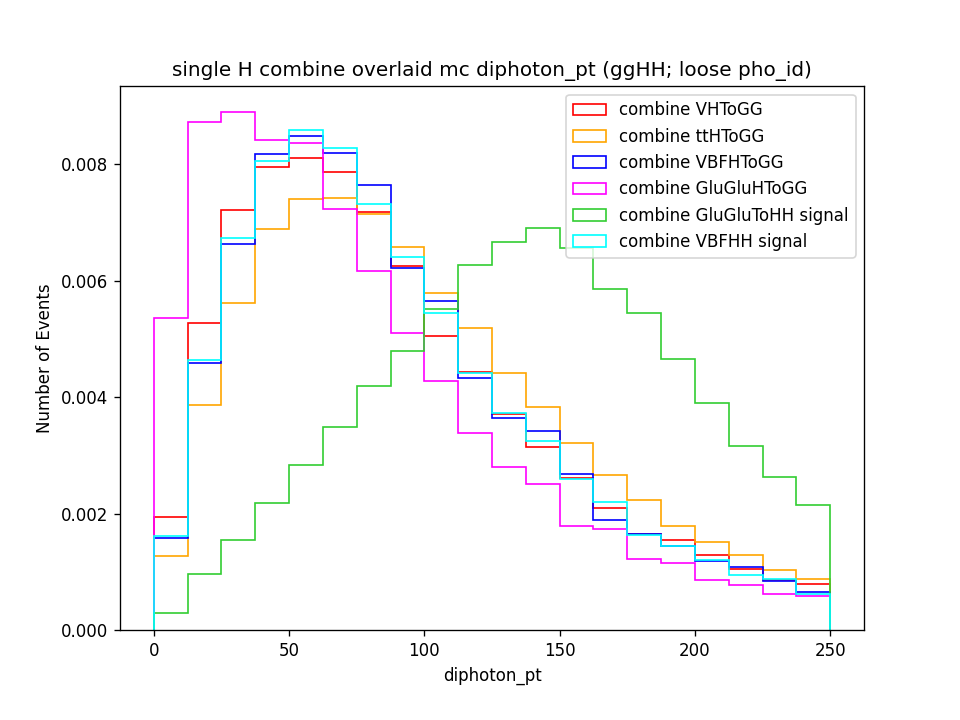 single H combine overlaid mc diphoton_pt (ggHH; loose pho_id)
combine VHToGG
combine ttHToGG
combine VBFHToGG
combine GluGluHToGG
combine GluGluToHH signal
combine VBFHH signal
Number of Events
0.008
0.006
0.004
0.002
0.000
0
50
100
150
200
250
diphoton_pt